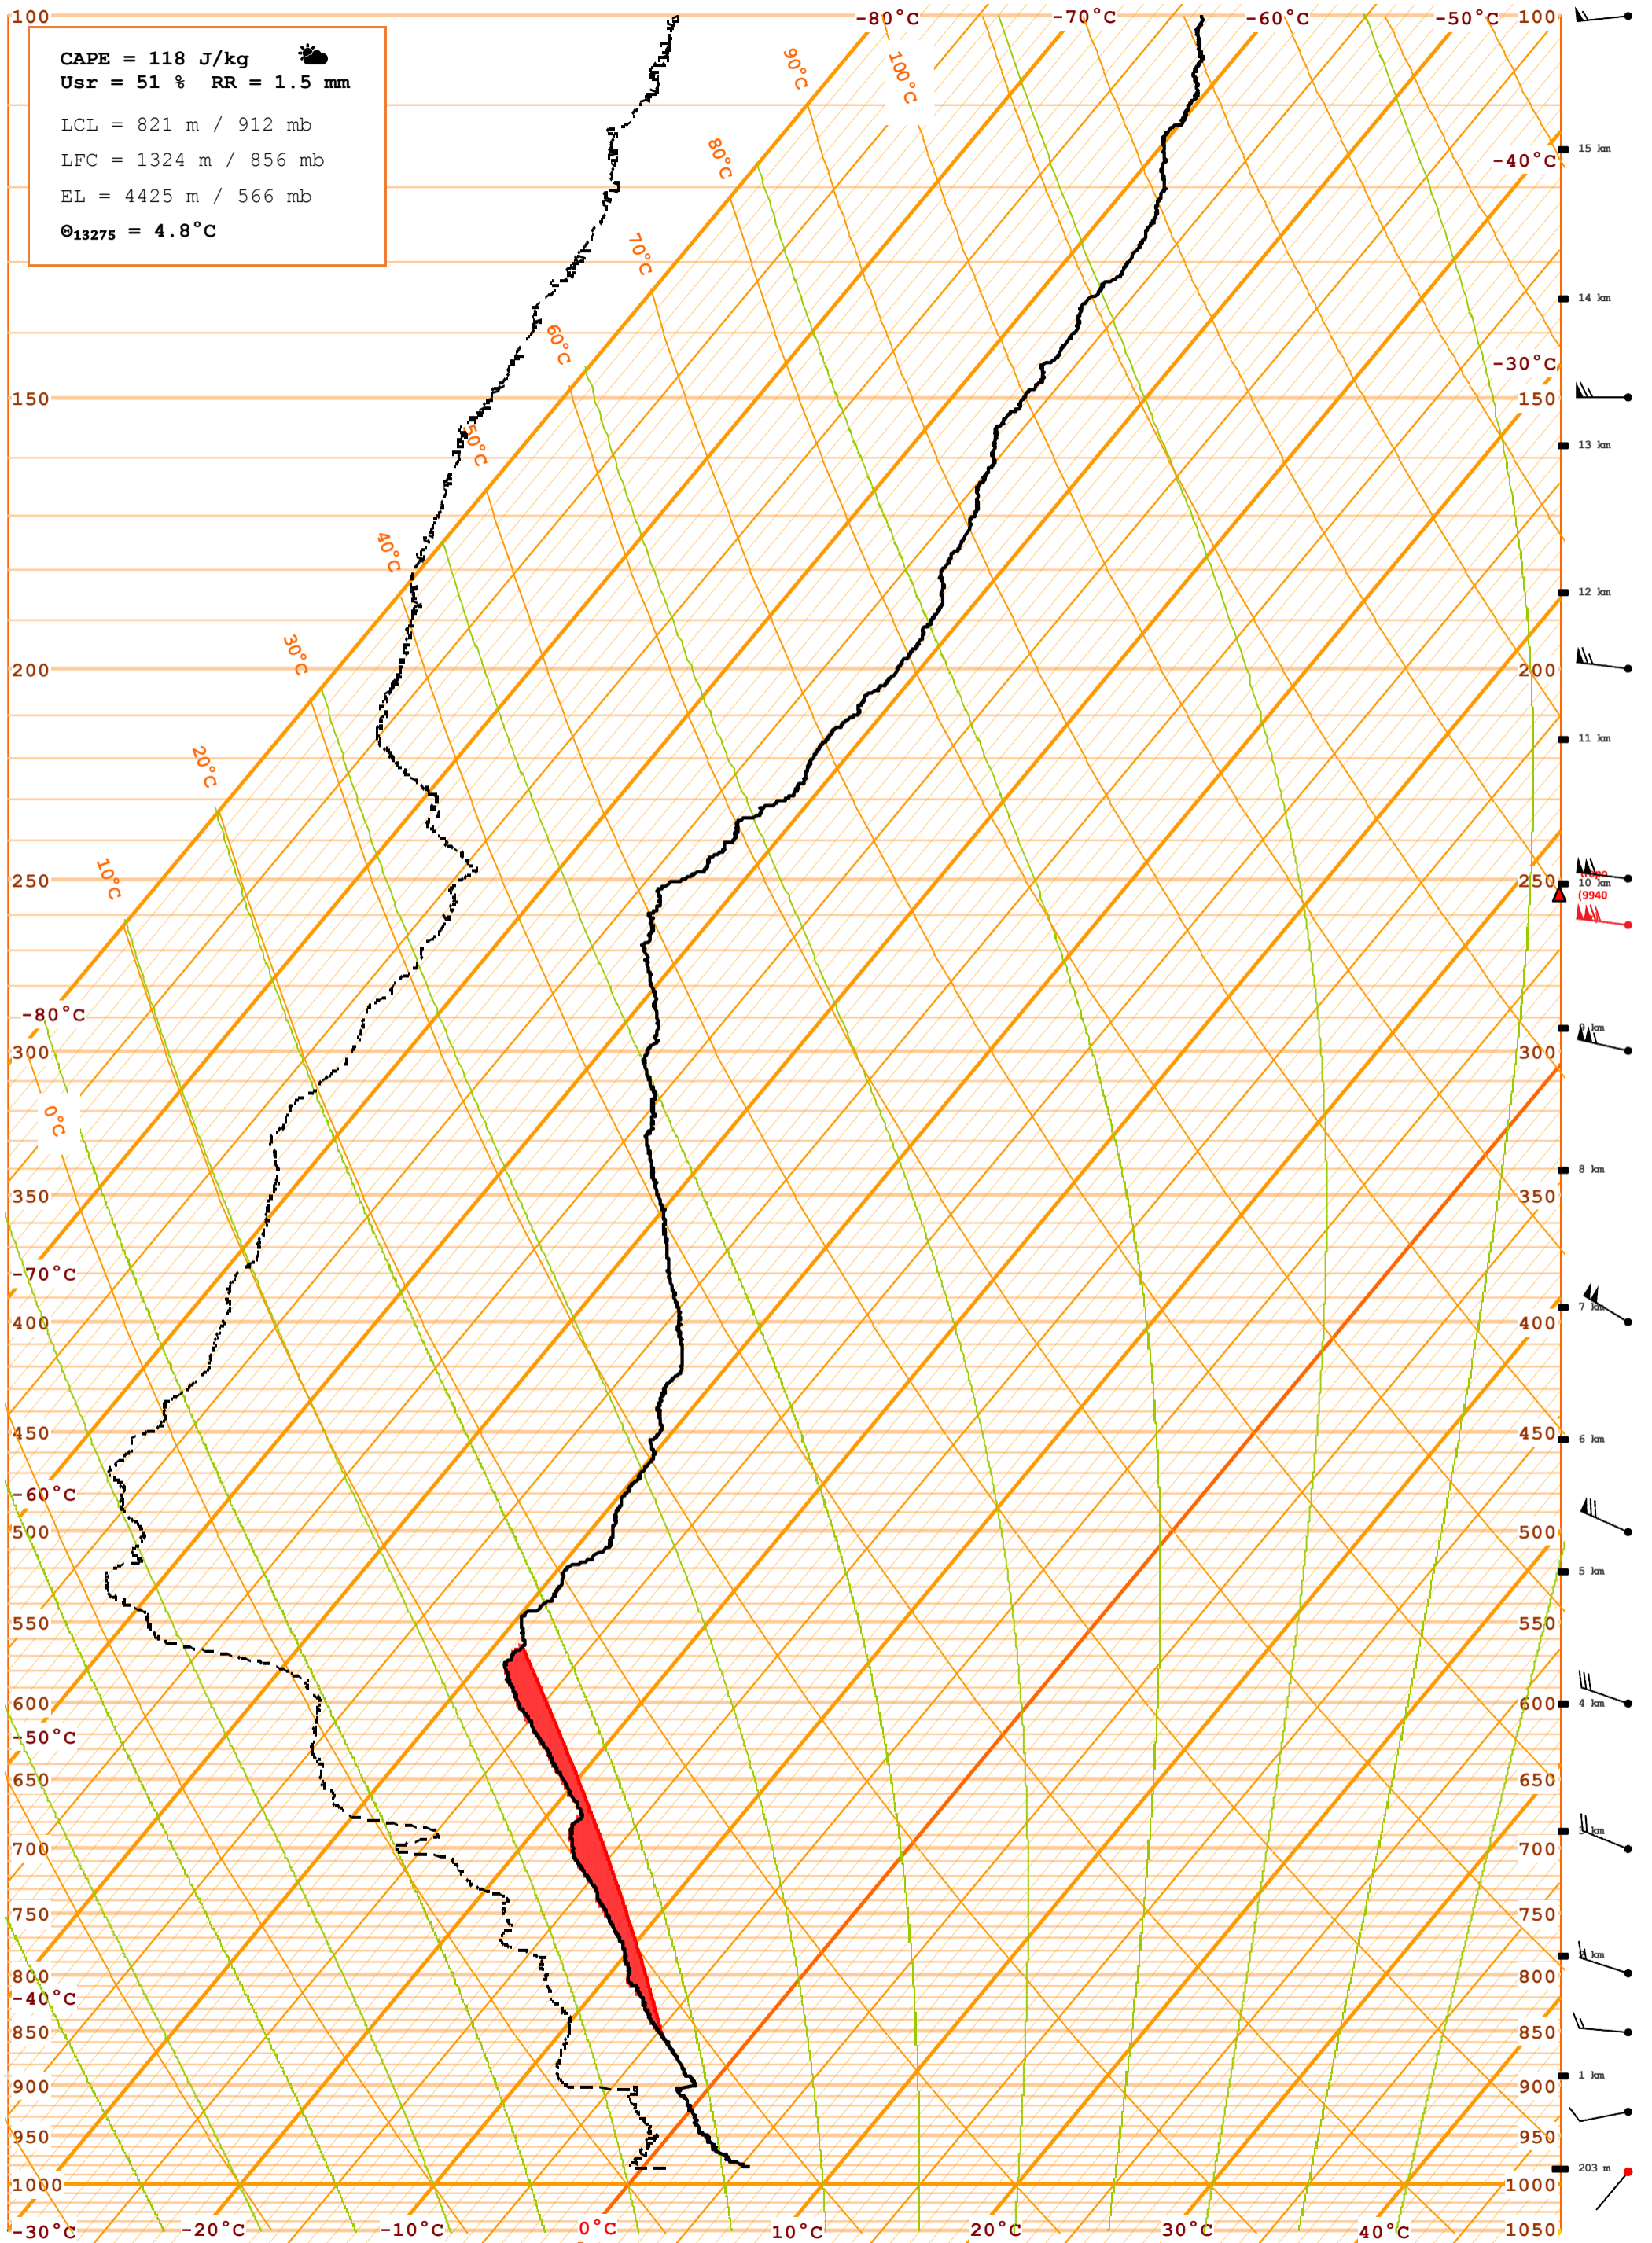 100 -80°C -70°C -60°C -50°C 100
CAPE = 118 J/kg
Usr = 51 % RR = 1.5 mm
LCL = 821 m / 912 mb
LFC = 1324 m / 856 mb
EL = 4425 m / 566 mb
Θ13275 = 4.8°C
90°C 100°C
15 km
80°C -40°C
70°C
14 km
60°C -30°C
150 150
50°C 13 km
40°C
12 km
30°C
200 200
11 km
20°C
250 250
10 km
10°C (9940
-80°C
9 km
300 300
0°C
8 km
350 350
-70°C
7 km
400 400
450 450
6 km
-60°C
500 500
5 km
550 550
600 600 4 km
-50°C
650 650
3 km
700 700
750 750
km
800 800
-40°C
850 850
1 km
900 900
950 950
203 m
1000 1000
-30°C -20°C -10°C 0°C 10°C 20°C 30°C 40°C 1050